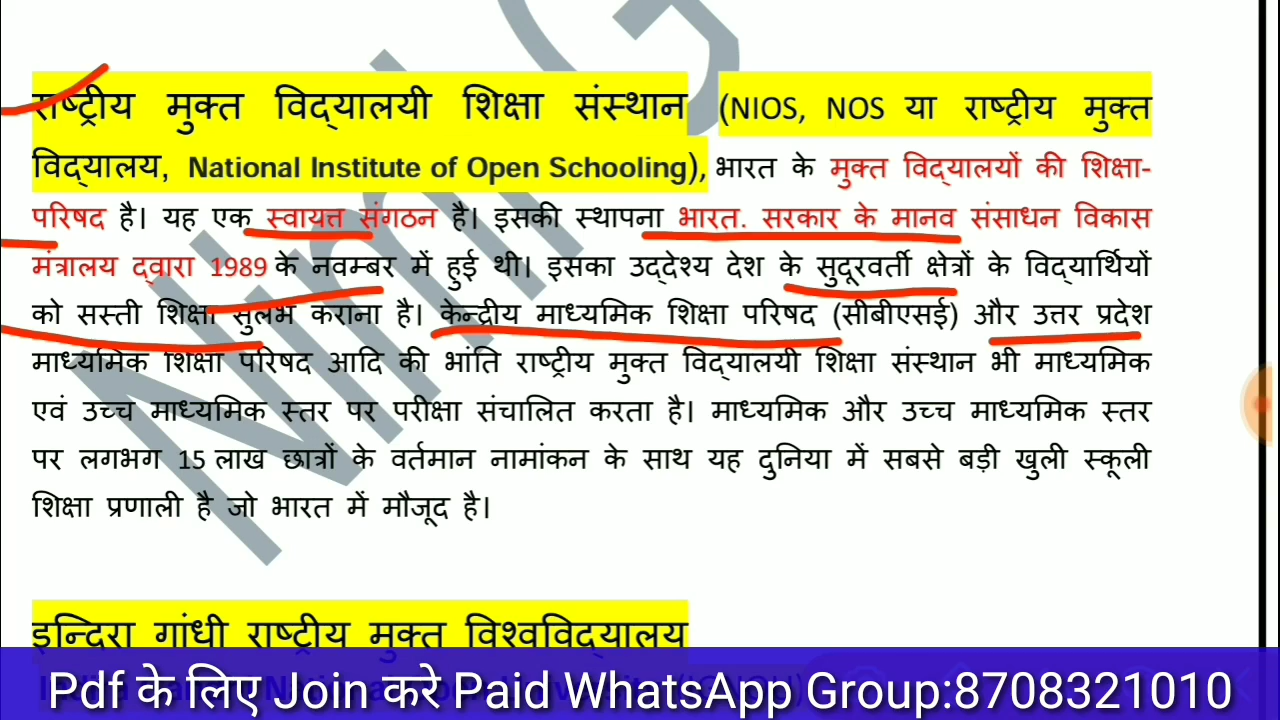 राष्ट्रीय मुक्त विद्यालयी शिक्षा संस्थान (NIOS, NOS या राष्ट्रीय मुक्त
विद्यालय, National Institute of Open Schooling), भारत के मुक्त विद्यालयों की शिक्षा-
परिषद है। यह एक स्वायत्त संगठन है। इसकी स्थापना भारत. सरकार के मानव संसाधन विकास
मंत्रालय द्वारा 1989 के नवम्बर में हुई थी। इसका उद्देश्य देश के सुदूरवर्ती क्षेत्रों के विद्यार्थियों
को सस्ती शिक्षा सुलभ कराना है। केन्द्रीय माध्यमिक शिक्षा परिषद (सीबीएसई) और उत्तर प्रदेश
माध्यमिक शिक्षा परिषद आदि की भांति राष्ट्रीय मुक्त विद्यालयी शिक्षा संस्थान भी माध्यमिक
एवं उच्च माध्यमिक स्तर पर परीक्षा संचालित करता है। माध्यमिक और उच्च माध्यमिक स्तर
पर लगभग 15 लाख छात्रों के वर्तमान नामांकन के साथ यह दुनिया में सबसे बड़ी खुली स्कूली
शिक्षा प्रणाली है जो भारत में मौजूद है।
इन्दिरा गांधी राष्ट्रीय मुक्त विश्वविद्यालय
Pdf के लिए Join करे Paid WhatsApp Group:8708321010